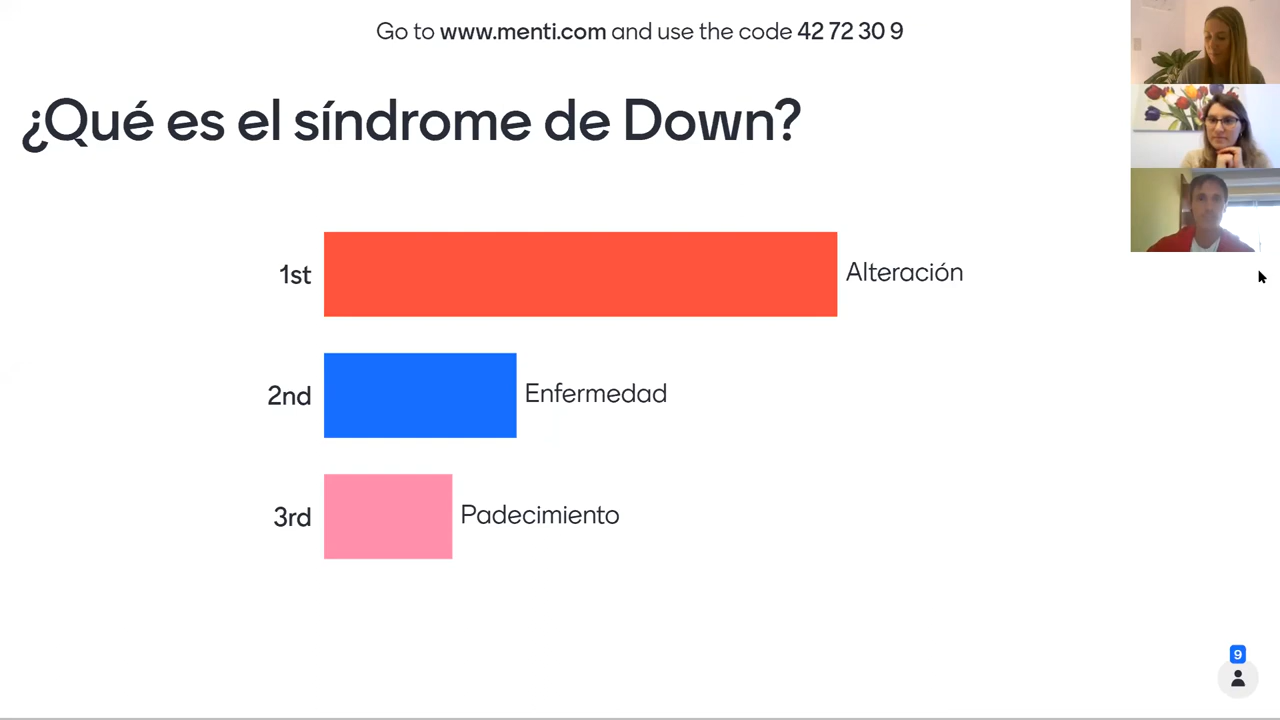 Go to www.menti.com and use the code 42 72 30 9
¿Qué es el síndrome de Down?
1st Alteración
2nd Enfermedad
3rd Padecimiento
9